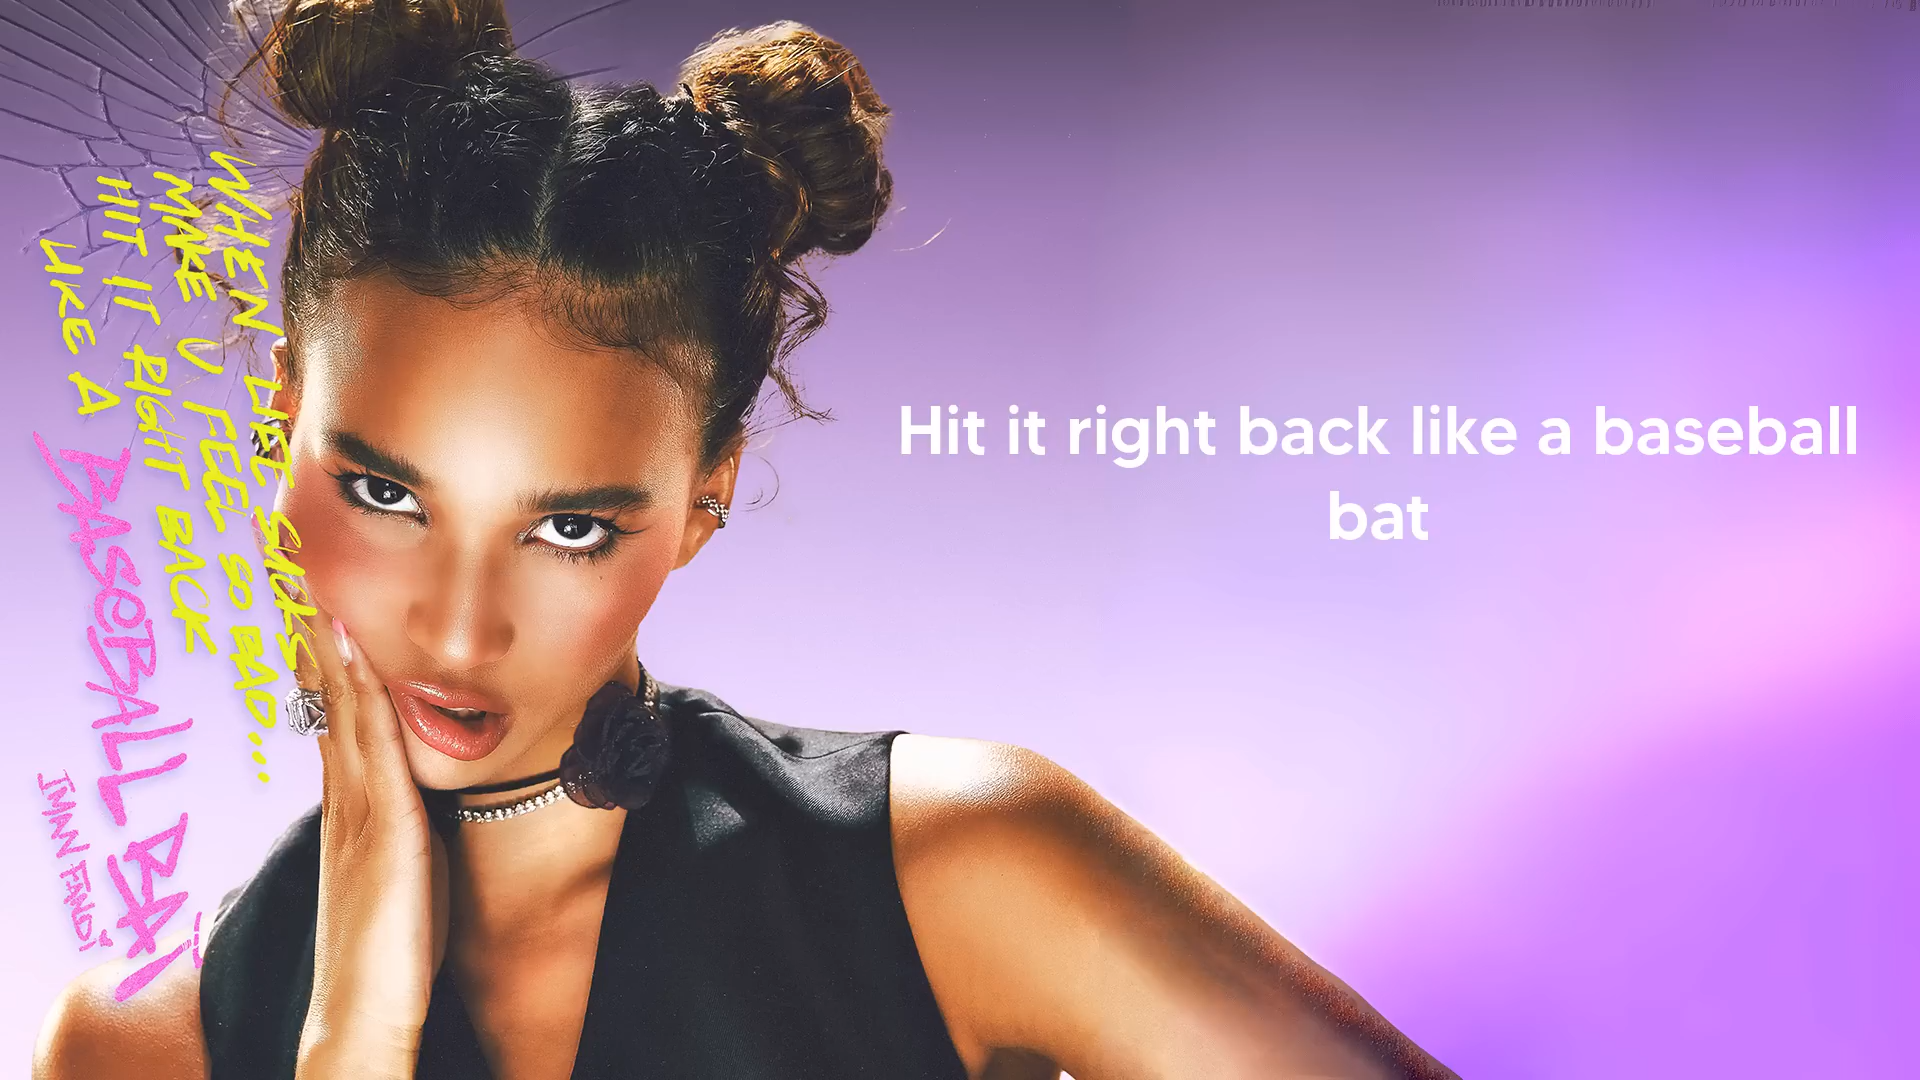 WHEN LIFE SUCKS
MAKE U FEEL SO BAD...
HIT IT RIGHT BACK
LIKE A
BASEBALL BAT
IMAN FANDI
Hit it right back like a baseball
bat